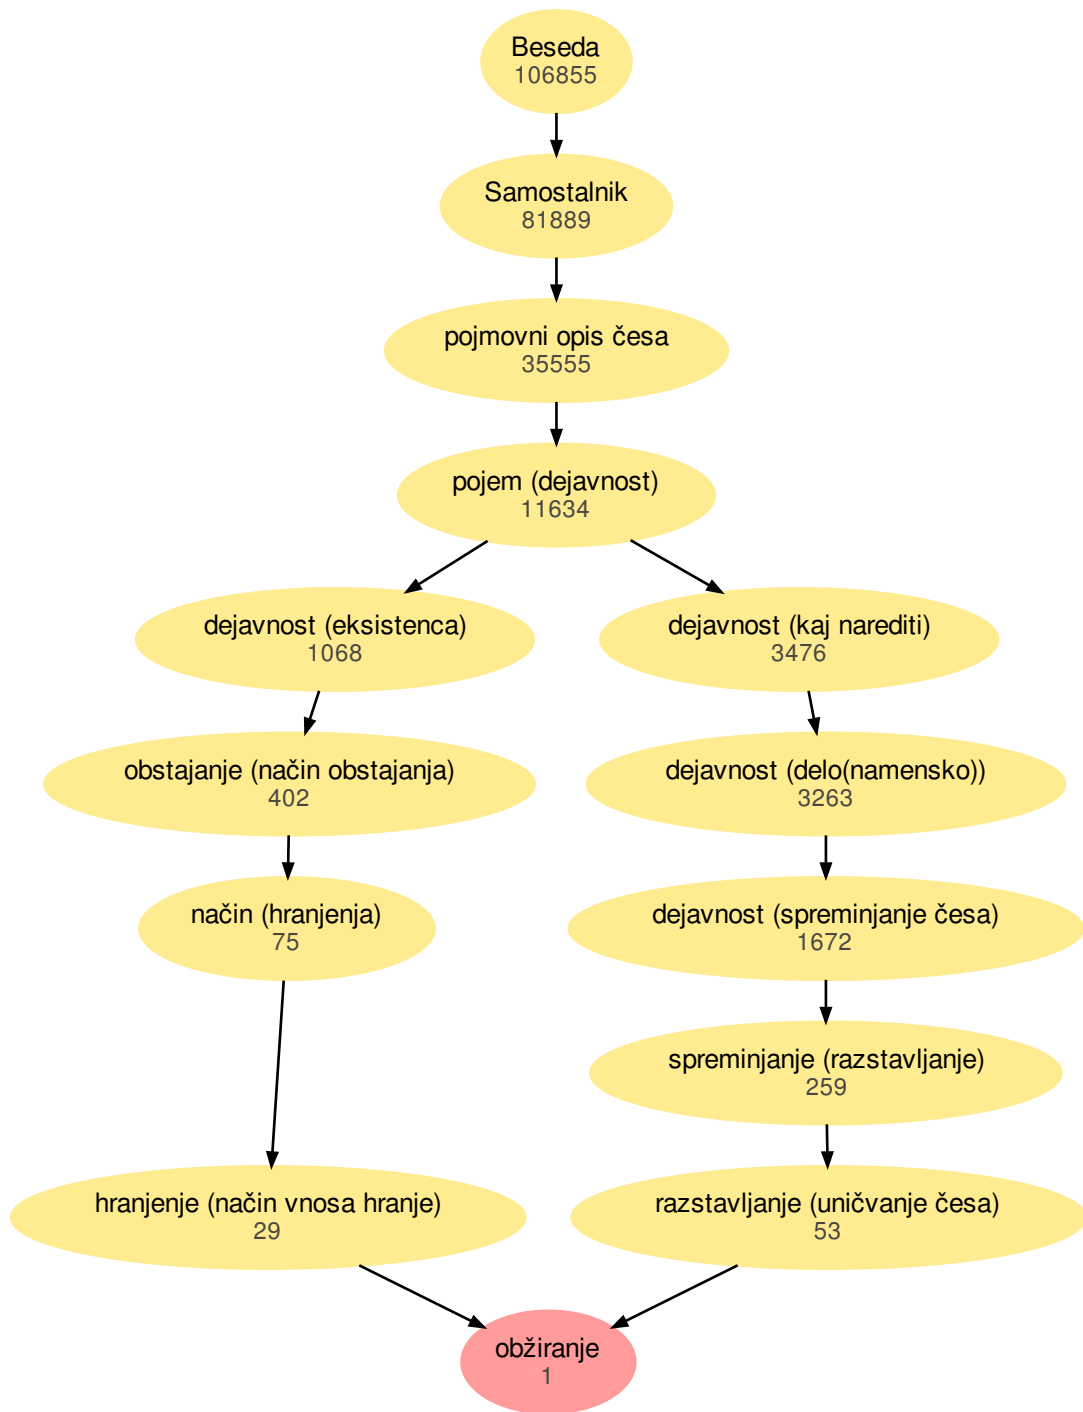 Beseda
106855
Samostalnik
81889
pojmovni opis česa
35555
pojem (dejavnost)
11634
dejavnost (eksistenca)
1068
dejavnost (kaj narediti)
3476
obstajanje (način obstajanja)
402
dejavnost (delo(namensko))
3263
način (hranjenja)
75
dejavnost (spreminjanje česa)
1672
spreminjanje (razstavljanje)
259
hranjenje (način vnosa hranje)
29
razstavljanje (uničvanje česa)
53
obžiranje
1